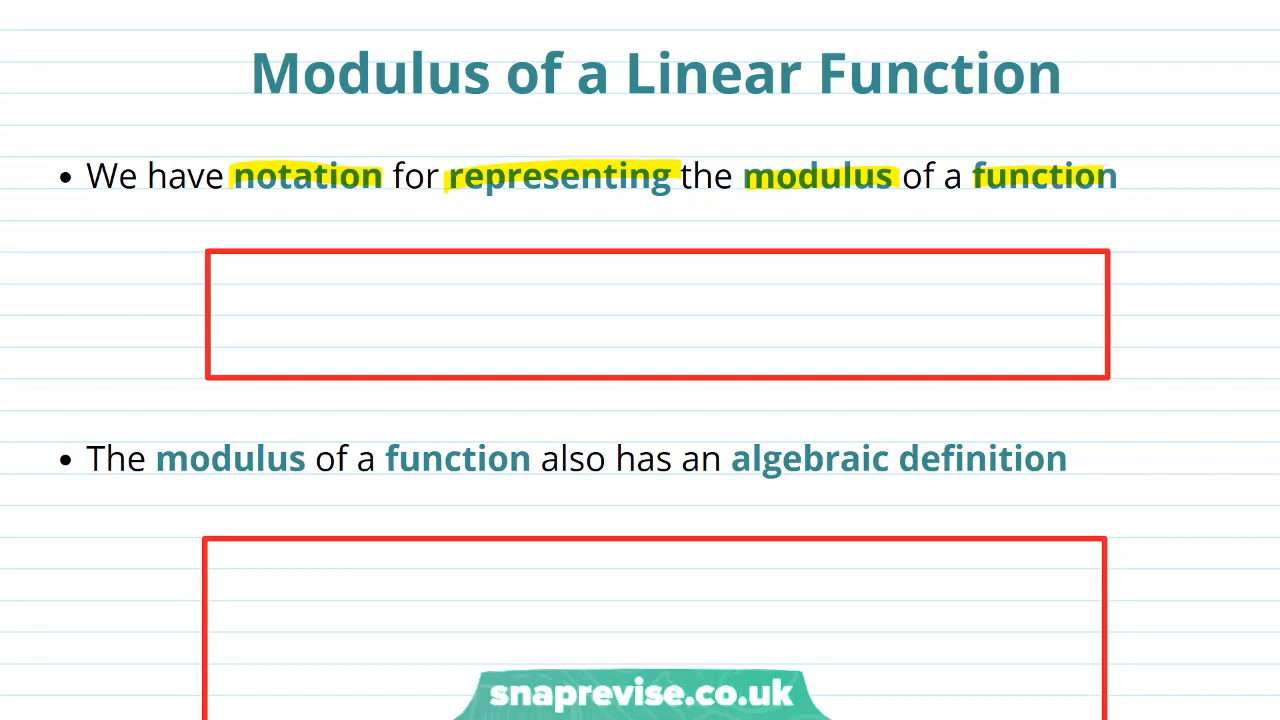 Modulus of a Linear Function
• We have notation for representing the modulus of a function
• The modulus of a function also has an algebraic definition
snaprevise.co.uk